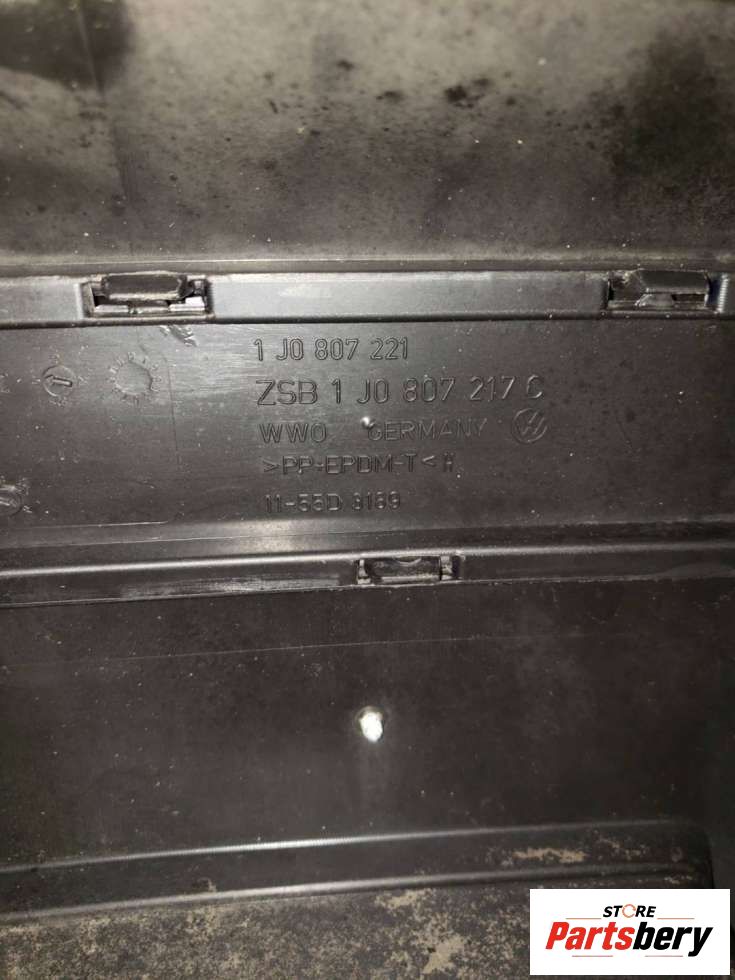 1 J0 807 221
ZSB 1 J0 807 217 C
WWO GERMANY
>PP+EPDM-T<
11-55D 3189
STORE
Partsbery